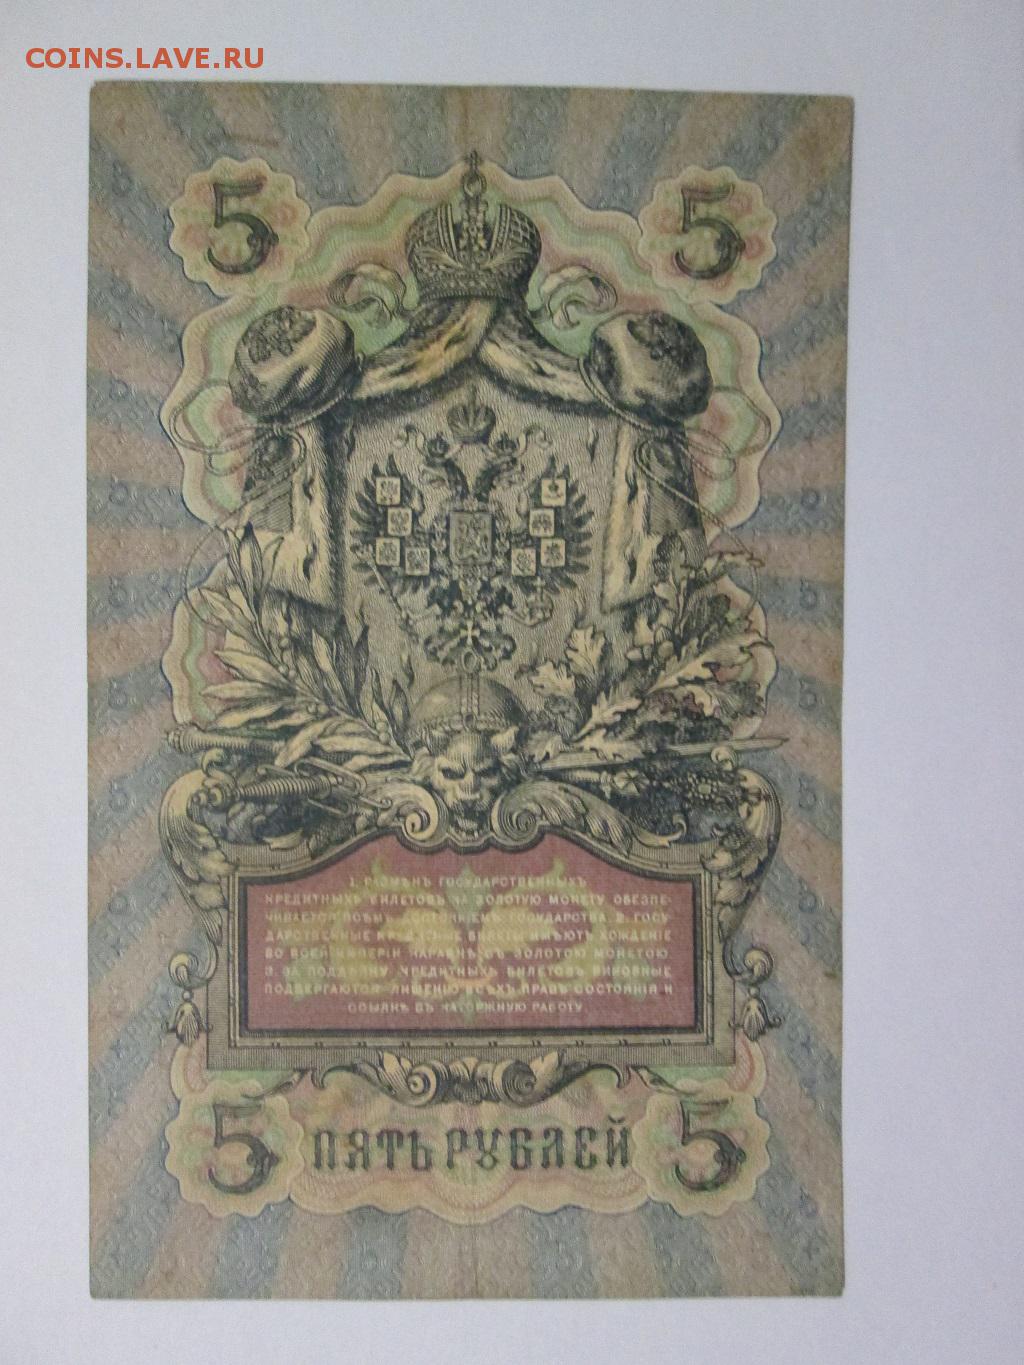 COINS.LAVE.RU
5 5
1. РАЗМѢНЪ ГОСУДАРСТВЕННЫХЪ
КРЕДИТНЫХЪ БИЛЕТОВЪ НА ЗОЛОТУЮ МОНЕТУ ОБЕЗПЕ-
ЧИВАЕТСЯ ВСѢМЪ ДОСТОЯНІЕМЪ ГОСУДАРСТВА. 2. ГОСУ
ДАРСТВЕННЫЕ КРЕДИТНЫЕ БИЛЕТЫ ИМѢЮТЪ ХОЖДЕНІЕ
ВО ВСЕЙ ИМПЕРІИ НАРАВНѢ СЪ ЗОЛОТОЮ МОНЕТОЮ.
3. ЗА ПОДДѢЛКУ КРЕДИТНЫХЪ БИЛЕТОВЪ ВИНОВНЫЕ
ПОДВЕРГАЮТСЯ ЛИШЕНІЮ ВСѢХЪ ПРАВЪ СОСТОЯНІЯ И
ССЫЛКѢ ВЪ КАТОРЖНУЮ РАБОТУ.
5 ПЯТЬ РУБЛЕЙ 5